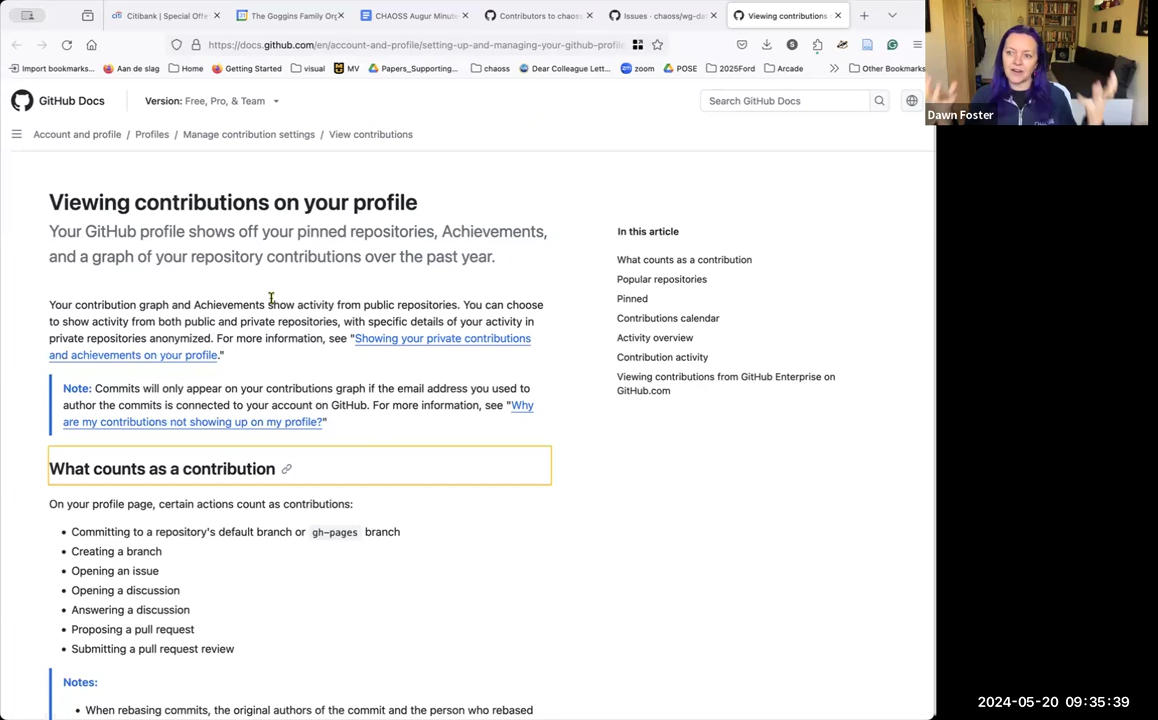 Citibank | Special Offe
The Goggins Family Or
CHAOSS Augur Minute
Contributors to chaos
Issues · chaoss/wg-da
Viewing contributions
https://docs.github.com/en/account-and-profile/setting-up-and-managing-your-github-profile
Import bookmarks...
Aan de slag
Home
Getting Started
visual
MV
Papers_Supporting...
chaoss
Dear Colleague Lett...
zoom
POSE
2025Ford
Arcade
Other Bookmarks
GitHub Docs
Version: Free, Pro, & Team
Search GitHub Docs
Dawn Foster
Account and profile / Profiles / Manage contribution settings / View contributions
Viewing contributions on your profile
Your GitHub profile shows off your pinned repositories, Achievements,
and a graph of your repository contributions over the past year.
Your contribution graph and Achievements show activity from public repositories. You can choose
to show activity from both public and private repositories, with specific details of your activity in
private repositories anonymized. For more information, see "Showing your private contributions
and achievements on your profile."
Note: Commits will only appear on your contributions graph if the email address you used to
author the commits is connected to your account on GitHub. For more information, see "Why
are my contributions not showing up on my profile?"
What counts as a contribution
On your profile page, certain actions count as contributions:
• Committing to a repository's default branch or gh-pages branch
• Creating a branch
• Opening an issue
• Opening a discussion
• Answering a discussion
• Proposing a pull request
• Submitting a pull request review
Notes:
• When rebasing commits, the original authors of the commit and the person who rebased
In this article
What counts as a contribution
Popular repositories
Pinned
Contributions calendar
Activity overview
Contribution activity
Viewing contributions from GitHub Enterprise on
GitHub.com
2024-05-20 09:35:39